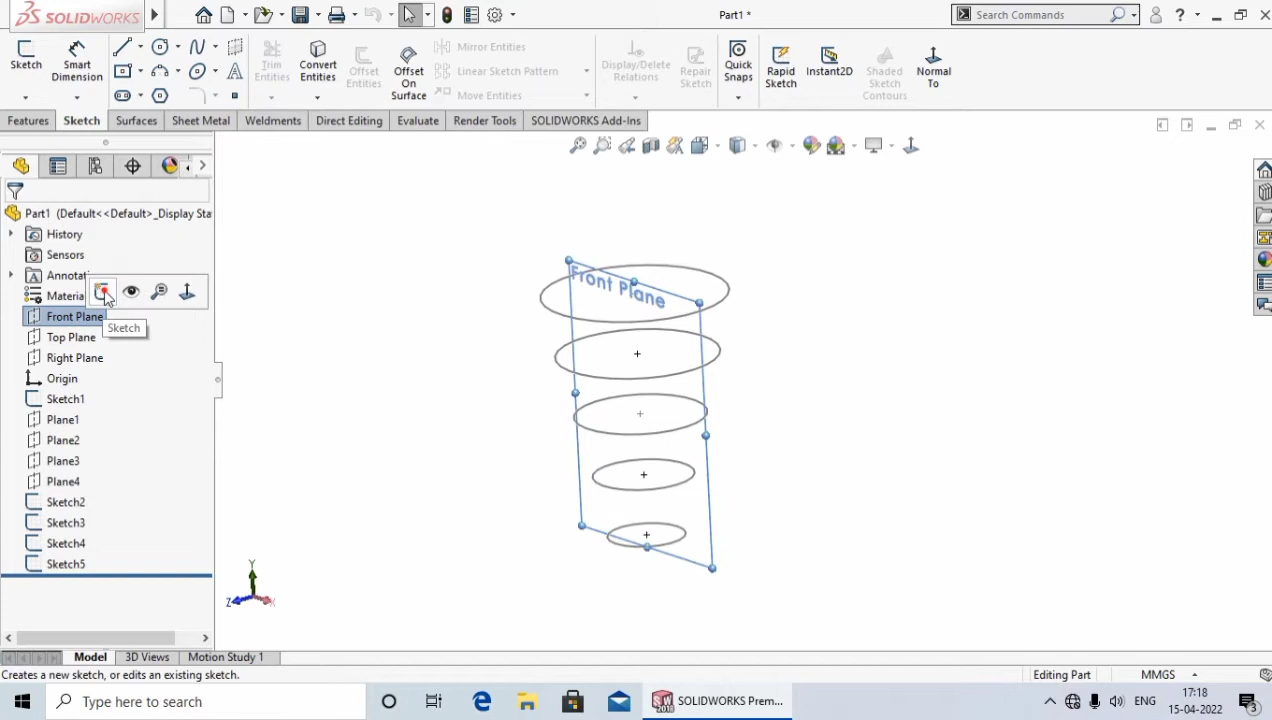 SOLIDWORKS
Part1 *
Search Commands
Sketch
Smart
Dimension
Trim
Entities
Convert
Entities
Offset
Entities
Offset
On
Surface
Mirror Entities
Linear Sketch Pattern
Move Entities
Display/Delete
Relations
Repair
Sketch
Quick
Snaps
Rapid
Sketch
Instant2D
Shaded
Sketch
Contours
Normal
To
Features
Sketch
Surfaces
Sheet Metal
Weldments
Direct Editing
Evaluate
Render Tools
SOLIDWORKS Add-Ins
Part1 (Default<<Default>_Display Sta
History
Sensors
Annotat
Materia
Front Plane
Sketch
Top Plane
Right Plane
Origin
Sketch1
Plane1
Plane2
Plane3
Plane4
Sketch2
Sketch3
Sketch4
Sketch5
Front Plane
Y
Z
X
Model
3D Views
Motion Study 1
Creates a new sketch, or edits an existing sketch.
Editing Part
MMGS
Type here to search
SOLIDWORKS Prem...
ENG
17:18
15-04-2022
3